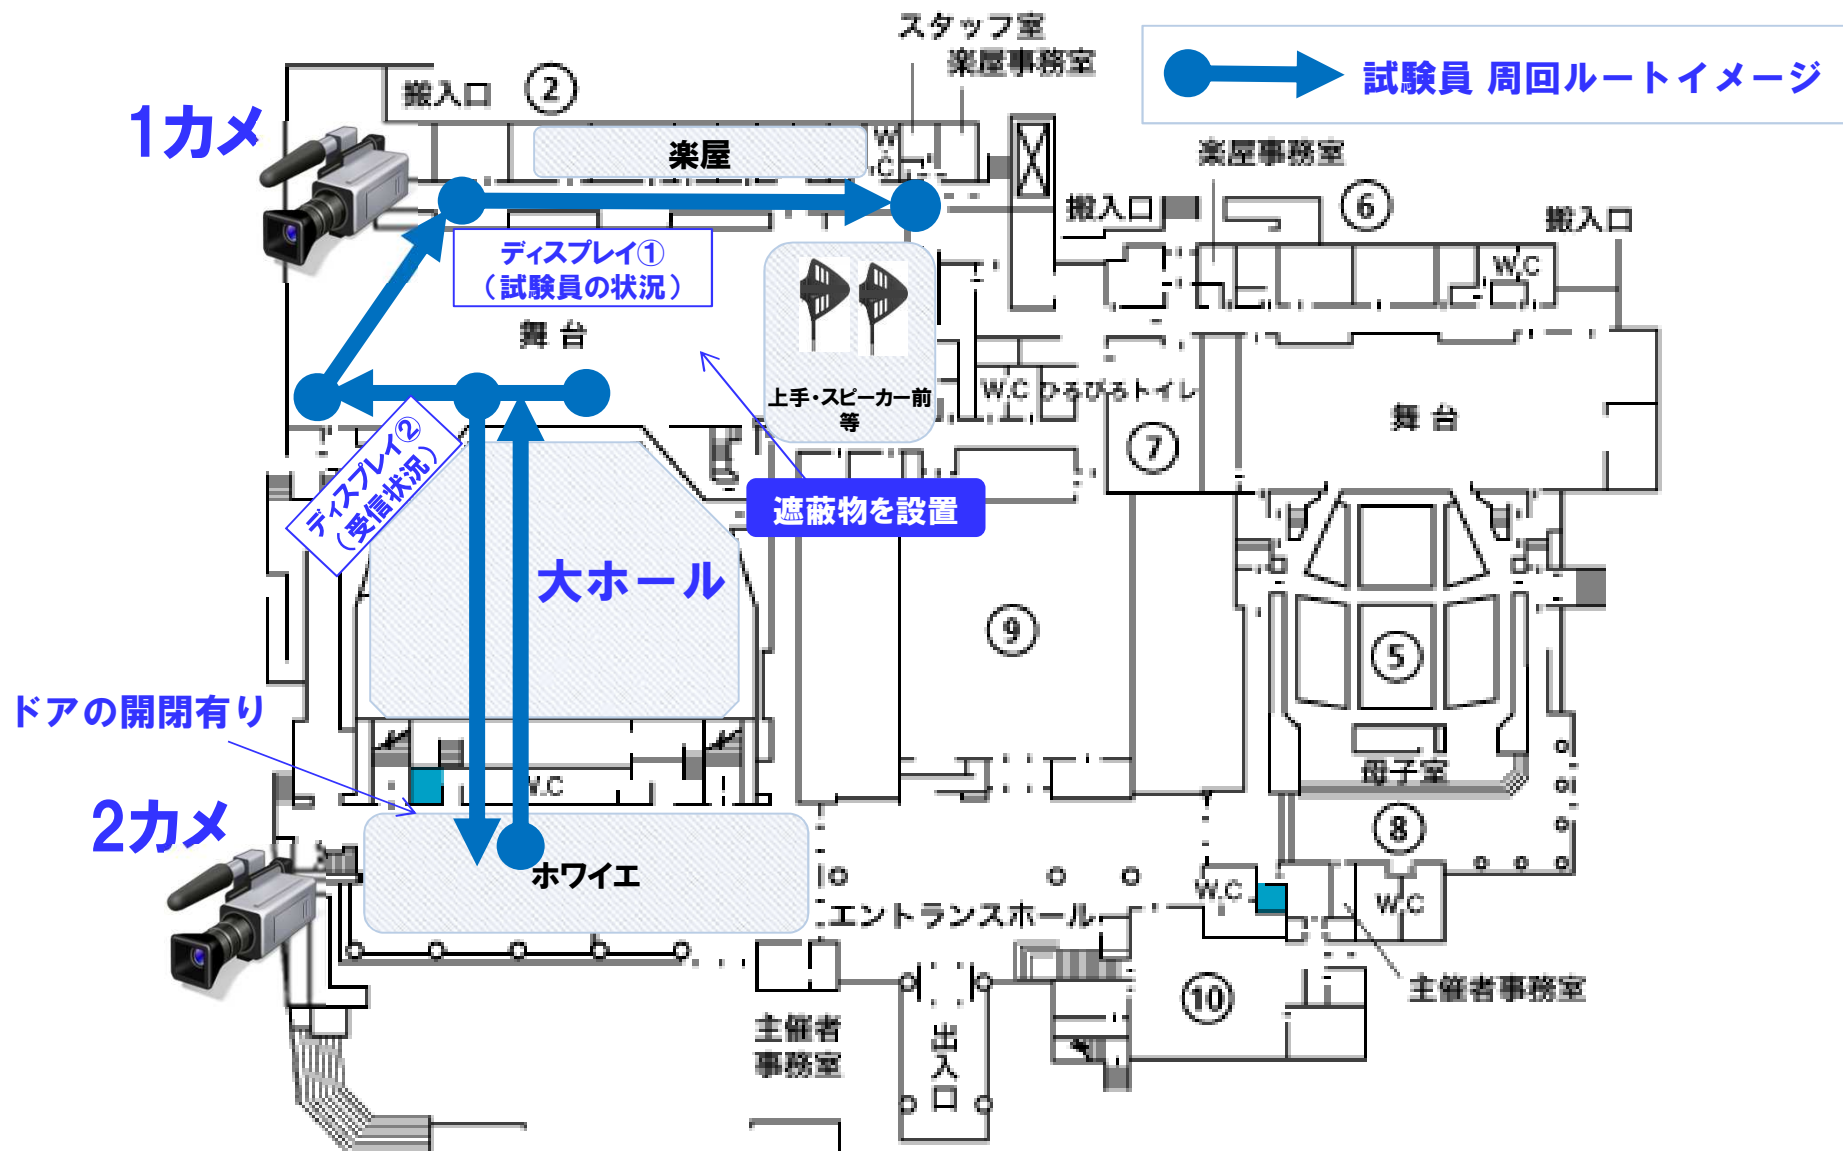 スタッフ室
楽屋事務室
試験員 周回ルートイメージ
搬入口 ②
1カメ
楽屋
W
C
楽屋事務室
⑥
搬入口
搬入口
ディスプレイ①
（試験員の状況）
W.C
舞台
上手・スピーカー前
等
W.C ひろびろトイレ
舞台
⑦
ディスプレイ②
（受信状況）
遮蔽物を設置
大ホール
⑨
⑤
ドアの開閉有り
W.C
母子室
2カメ
⑧
ホワイエ
W.C
W.C
エントランスホール
主催者事務室
⑩
主催者
事務室
出入口